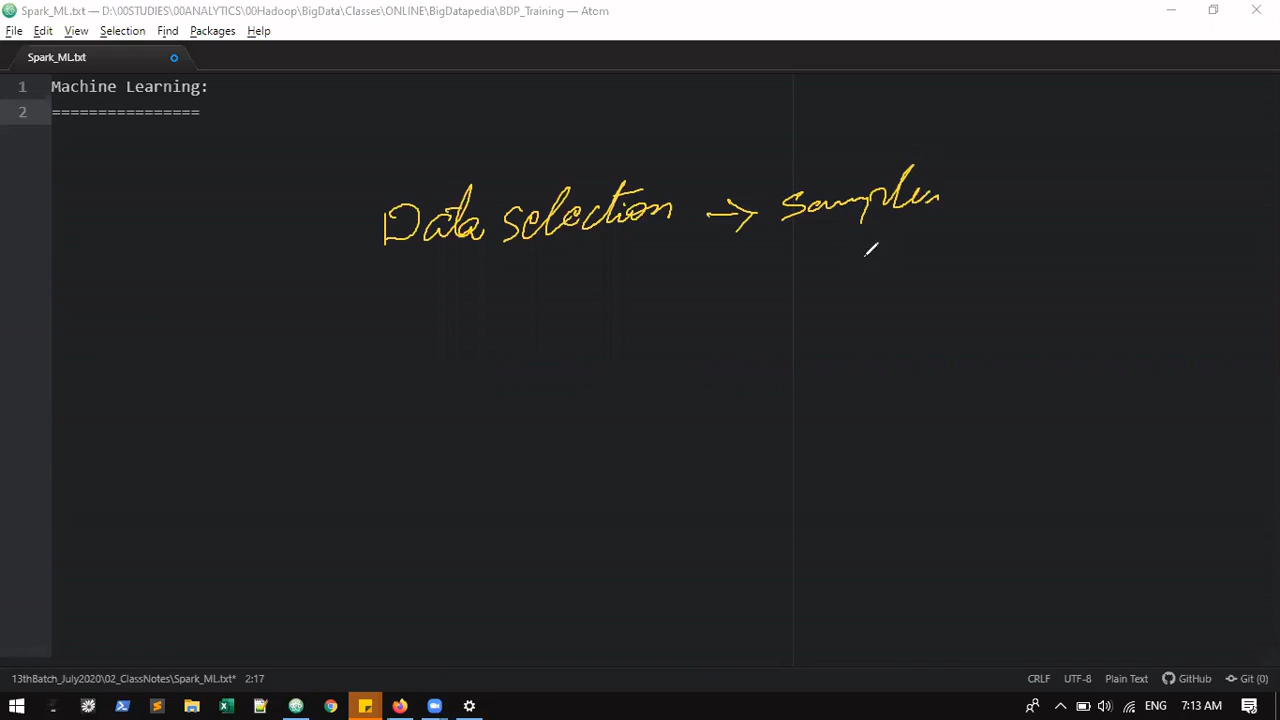 Spark_ML.txt — D:\00STUDIES\00ANALYTICS\00Hadoop\BigData\Classes\ONLINE\BigDatapedia\BDP_Training — Atom
File Edit View Selection Find Packages Help
Spark_ML.txt
1 Machine Learning:
2 ================
Data selection → 
13thBatch_July2020\02_ClassNotes\Spark_ML.txt* 2:17 CRLF UTF-8 Plain Text GitHub Git (0)
ENG 7:13 AM